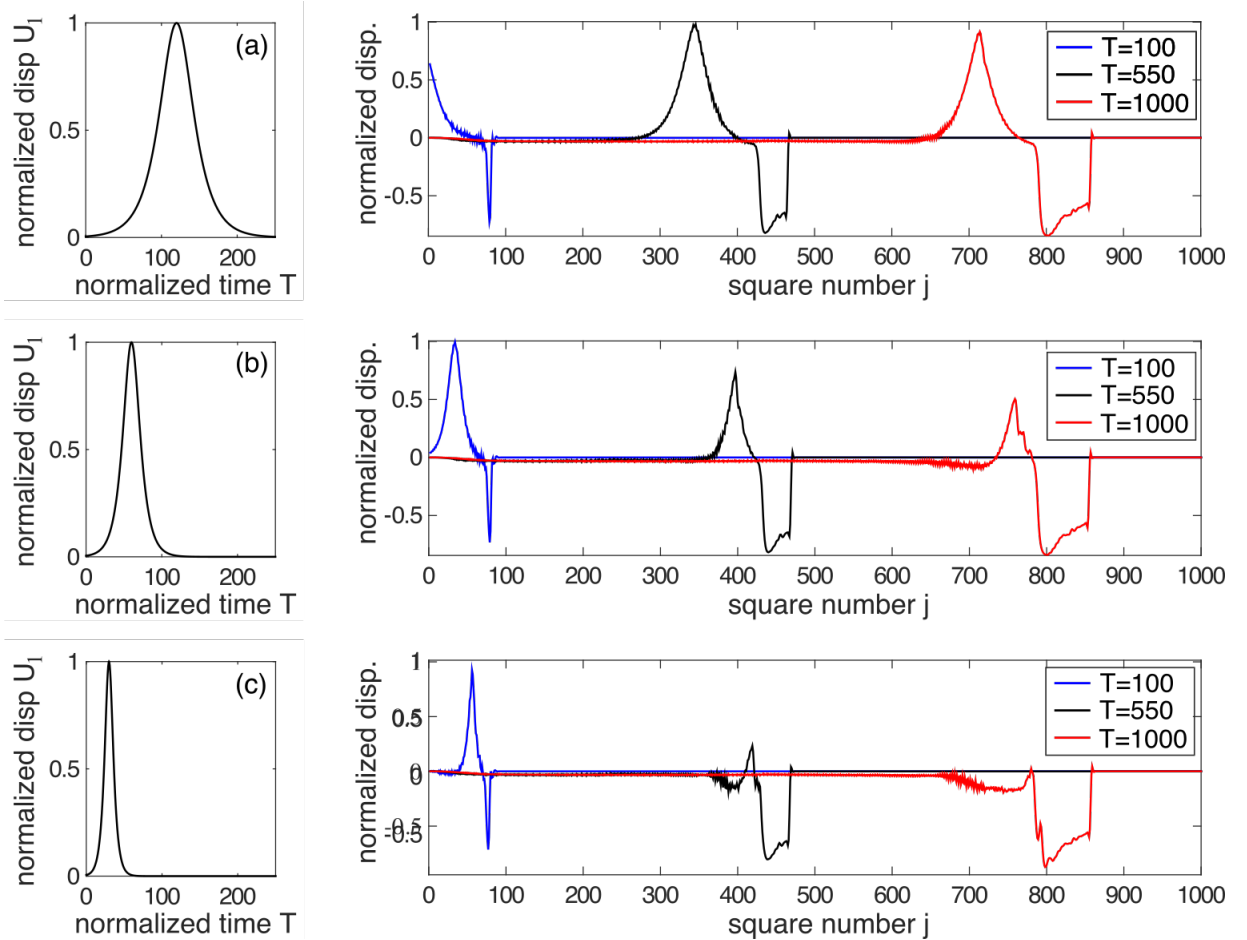 normalized disp U1
1
0.5
0
(a)
0 100 200
normalized time T
normalized disp.
1
0.5
0
-0.5
T=100
T=550
T=1000
0 100 200 300 400 500 600 700 800 900 1000
square number j
normalized disp U1
1
0.5
0
(b)
0 100 200
normalized time T
normalized disp.
1
0.5
0
-0.5
T=100
T=550
T=1000
0 100 200 300 400 500 600 700 800 900 1000
square number j
normalized disp U1
1
0.5
0
(c)
0 100 200
normalized time T
normalized disp.
1
0.5
0
-0.5
T=100
T=550
T=1000
0 100 200 300 400 500 600 700 800 900 1000
square number j